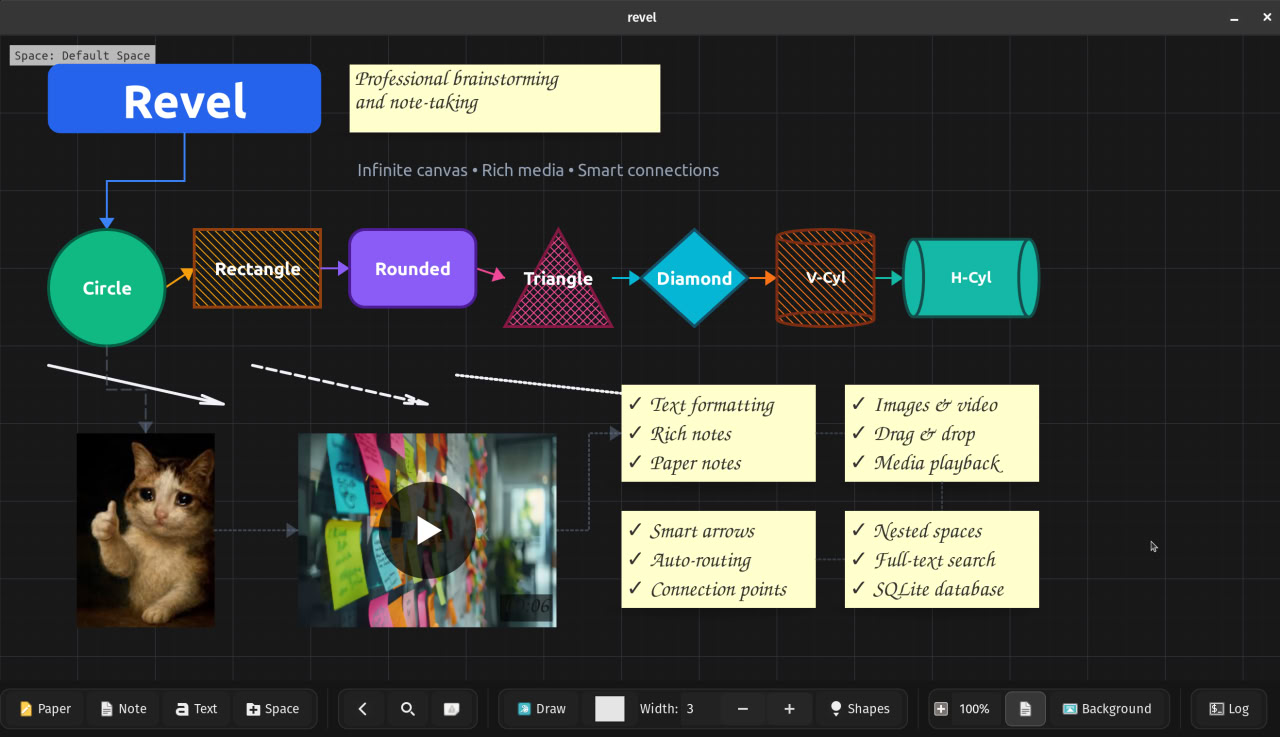 revel
Space: Default Space
Revel
Professional brainstorming
and note-taking
Infinite canvas • Rich media • Smart connections
Circle
Rectangle
Rounded
Triangle
Diamond
V-Cyl
H-Cyl
✓ Text formatting
✓ Rich notes
✓ Paper notes
✓ Images & video
✓ Drag & drop
✓ Media playback
✓ Smart arrows
✓ Auto-routing
✓ Connection points
✓ Nested spaces
✓ Full-text search
✓ SQLite database
Paper
Note
Text
Space
Draw
Width: 3
Shapes
100%
Background
Log